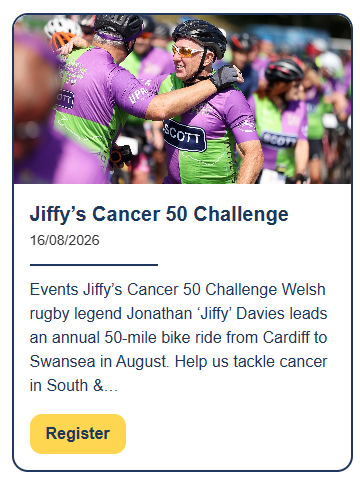 SCOTT
SCOTT
Jiffy’s Cancer 50 Challenge
16/08/2026
Events Jiffy’s Cancer 50 Challenge Welsh
rugby legend Jonathan ‘Jiffy’ Davies leads
an annual 50-mile bike ride from Cardiff to
Swansea in August. Help us tackle cancer
in South &…
Register